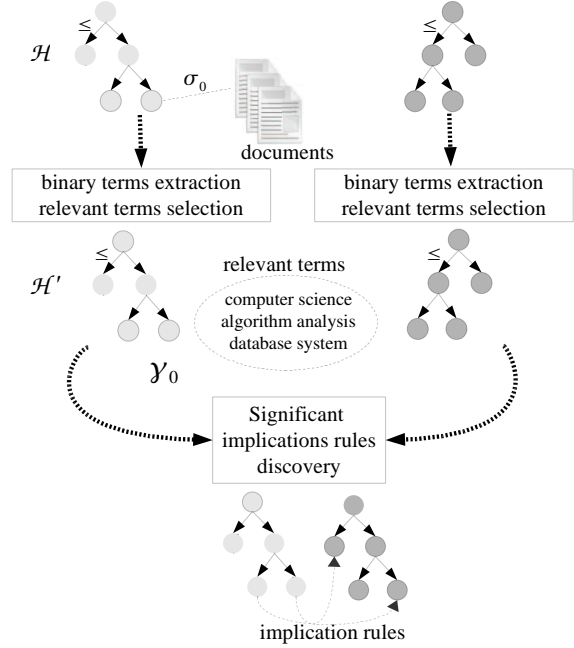 ≤
≤
ℋ
σ₀
documents
binary terms extraction
relevant terms selection
binary terms extraction
relevant terms selection
≤
≤
ℋ'
relevant terms
computer science
algorithm analysis
database system
γ₀
Significant
implications rules
discovery
implication rules